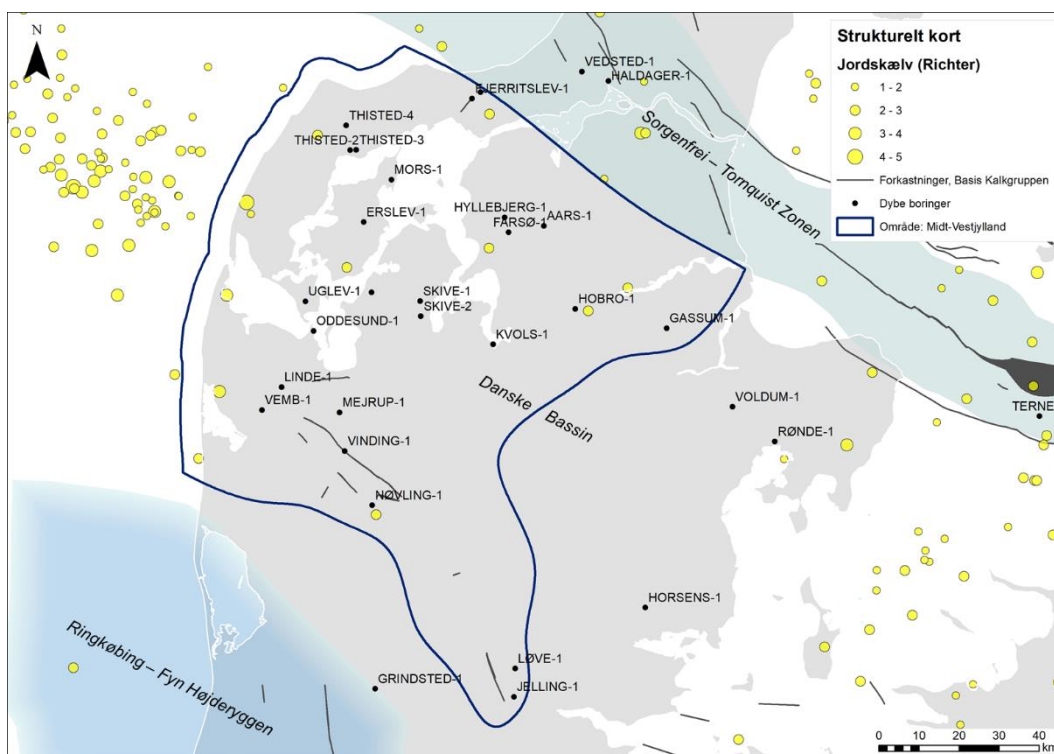 N
Strukturelt kort
Jordskælv (Richter)
1 - 2
2 - 3
3 - 4
4 - 5
Forkastninger, Basis Kalkgruppen
Dybe boringer
Område: Midt-Vestjylland
VEDSTED-1
HALDAGER-1
FJERRITSLEV-1
THISTED-4
THISTED-2
THISTED-3
MORS-1
Sorgenfrei – Tornquist Zonen
HYLLEBJERG-1
ERSLEV-1
FARSØ-1
AARS-1
UGLEV-1
SKIVE-1
SKIVE-2
HOBRO-1
ODDESUND-1
GASSUM-1
KVOLS-1
LINDE-1
VEMB-1
MEJRUP-1
Danske Bassin
VOLDUM-1
TERNE
VINDING-1
RØNDE-1
NØVLING-1
HORSENS-1
Ringkøbing – Fyn Højderyggen
LØVE-1
GRINDSTED-1
JELLING-1
0 10 20 30 40
km